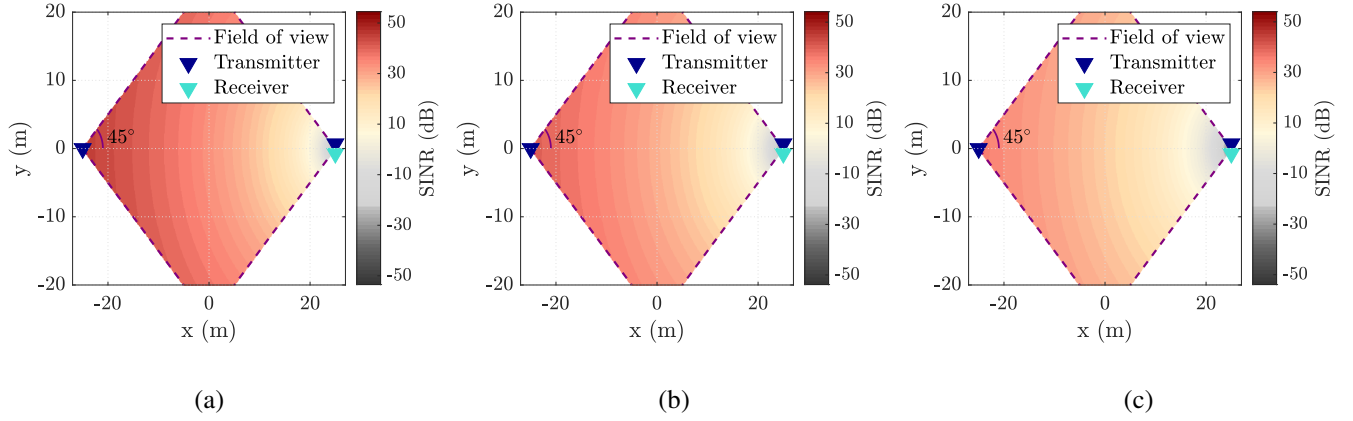 20
10
0
-10
-20
y (m)
-20
0
20
x (m)
45°
Field of view
Transmitter
Receiver
50
30
10
-10
-30
-50
SINR (dB)
(a)
20
10
0
-10
-20
y (m)
-20
0
20
x (m)
45°
Field of view
Transmitter
Receiver
50
30
10
-10
-30
-50
SINR (dB)
(b)
20
10
0
-10
-20
y (m)
-20
0
20
x (m)
45°
Field of view
Transmitter
Receiver
50
30
10
-10
-30
-50
SINR (dB)
(c)